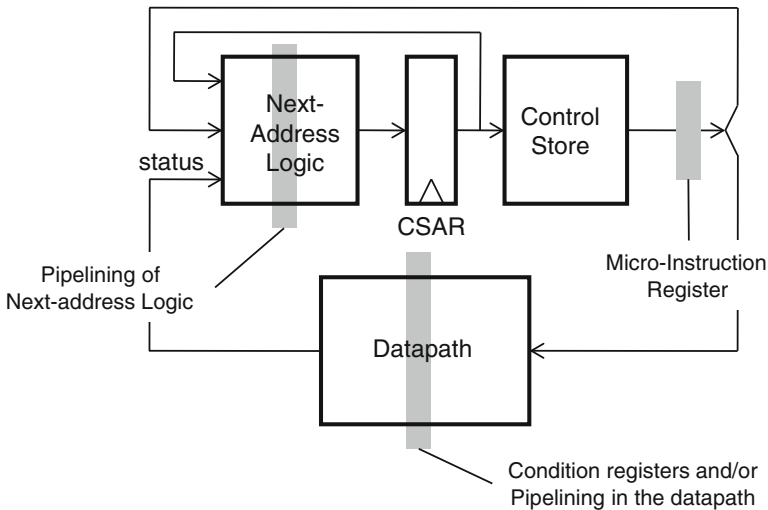 Next-
Address
Logic
Control
Store
status
CSAR
Pipelining of
Next-address Logic
Micro-Instruction
Register
Datapath
Condition registers and/or
Pipelining in the datapath